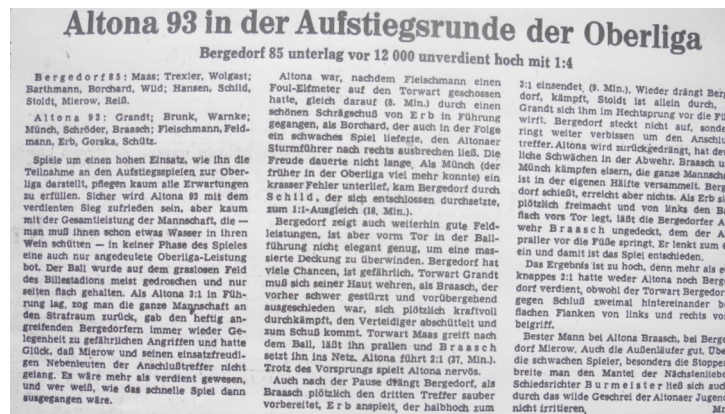 Altona 93 in der Aufstiegsrunde der Oberliga
Bergedorf 85 unterlag vor 12 000 unverdient hoch mit 1:4
Bergedorf 85: Maas; Trexler, Wolgast;
Barthmann, Borchard, Wild; Hansen, Schild,
Stoldt, Mierow, Reiß.
Altona 93: Grandt; Brunk, Warnke;
Münch, Schröder, Braasch; Fleischmann, Feld-
mann, Erb, Gorska, Schütz.
Spiele um einen hohen Einsatz, wie ihn die
Teilnahme an den Aufstiegsspielen zur Ober-
liga darstellt, pflegen kaum alle Erwartungen
zu erfüllen. Sicher wird Altona 93 mit dem
verdienten Sieg zufrieden sein, aber kaum
mit der Gesamtleistung der Mannschaft, die —
man muß ihnen schon etwas Wasser in ihren
Wein schütten — in keiner Phase des Spieles
eine auch nur angedeutete Oberliga-Leistung
bot. Der Ball wurde auf dem graslosen Feld
des Billestadions meist gedroschen und nur
selten flach gehalten. Als Altona 3:1 in Füh-
rung lag, zog man die ganze Mannschaft an
den Strafraum zurück, gab den heftig an-
greifenden Bergedorfern immer wieder Ge-
legenheit zu gefährlichen Angriffen und hatte
Glück, daß Mierow und seinen einsatzfreudi-
gen Nebenleuten der Anschlußtreffer nicht
gelang. Es wäre mehr als verdient gewesen,
und wer weiß, wie das schnelle Spiel dann
ausgegangen wäre.
Altona war, nachdem Fleischmann einen
Foul-Elfmeter auf den Torwart geschossen
hatte, gleich darauf (8. Min.) durch einen
schönen Schrägschuß von Erb in Führung
gegangen, als Borchard, der auch in der Folge
ein schwaches Spiel lieferte, den Altonaer
Sturmführer nach rechts ausbrechen ließ. Die
Freude dauerte nicht lange. Als Münch (der
früher in der Oberliga viel mehr konnte) ein
krasser Fehler unterlief, kam Bergedorf durch
Schild, der sich entschlossen durchsetzte,
zum 1:1-Ausgleich (18. Min.).
Bergedorf zeigt auch weiterhin gute Feld-
leistungen, ist aber vorm Tor in der Ball-
führung nicht elegant genug, um eine mas-
sierte Deckung zu überwinden. Bergedorf hat
viele Chancen, ist gefährlich. Torwart Grandt
muß sich seiner Haut wehren, als Braasch, der
vorher schwer gestürzt und vorübergehend
ausgeschieden war, sich plötzlich kraftvoll
durchkämpft, den Verteidiger abschüttelt und
zum Schuß kommt. Torwart Maas greift nach
dem Ball, läßt ihn prallen und Braasch
setzt ihn ins Netz. Altona führt 2:1 (37. Min.).
Trotz des Vorsprungs spielt Altona nervös.
Auch nach der Pause drängt Bergedorf, als
Braasch plötzlich den dritten Treffer sauber
vorbereitet, Erb anspielt, der halbhoch zum
3:1 einsendet. (9. Min.). Wieder drängt Ber
dorf, kämpft, Stoldt ist allein durch,
Grandt sich ihm im Hechtsprung vor die Fü
wirft. Bergedorf steckt nicht auf, sonde
ringt weiter verbissen um den Anschlu
treffer. Altona wird zurückgedrängt, hat deu
liche Schwächen in der Abwehr. Braasch u
Münch kämpfen eisern, die ganze Mannscha
ist in der eigenen Hälfte versammelt. Berg
dorf schießt, erreicht aber nichts. Als Erb si
plötzlich freimacht und von links den Ba
flach vors Tor legt, läßt die Bergedorfer A
wehr Braasch ungedeckt, dem der A
praller vor die Füße springt. Er lenkt zum 4
ein und damit ist das Spiel entschieden.
Das Ergebnis ist zu hoch, denn mehr als e
knappes 2:1 hatte weder Altona noch Berge
dorf verdient, obwohl der Torwart Bergedor
gegen Schluß zweimal hintereinander b
flachen Flanken von links und rechts vo
beigriff.
Bester Mann bei Altona Braasch, bei Berge
dorf Mierow. Auch die Außenläufer gut. Übe
die schwachen Spieler, besonders die Stoppe
breite man den Mantel der Nächstenliebe
Schiedsrichter Burmeister ließ sich auch
durch das wilde Geschrei der Altonaer Jugend
nicht irritieren.